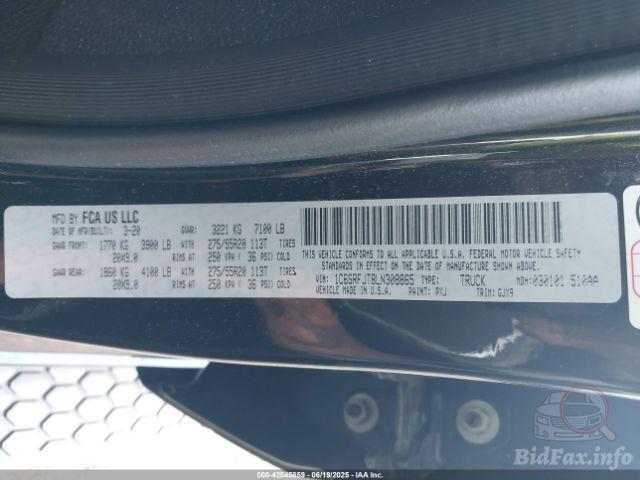 MFD BY FCA US LLC
DATE OF MFR(BUILT): 3-20 GVWR: 3221 KG 7100 LB
GAWR FRONT: 1770 KG 3900 LB WITH 275/55R20 113T TIRES
20X9.0 RIMS AT 250 KPA ( 36 PSI) COLD
GAWR REAR: 1860 KG 4100 LB WITH 275/55R20 113T TIRES
20X9.0 RIMS AT 250 KPA ( 36 PSI) COLD
THIS VEHICLE CONFORMS TO ALL APPLICABLE U.S.A. FEDERAL MOTOR VEHICLE SAFETY
STANDARDS IN EFFECT ON THE DATE OF MANUFACTURE SHOWN ABOVE.
VIN: 1C6SRFJTBLN308865 TYPE: TRUCK MDH: 030101 510AA
VEHICLE MADE IN U.S.A. PAINT: PXJ TRIM: GJX9
BidFax.info
000-42545859 - 06/19/2025 - IAA Inc.